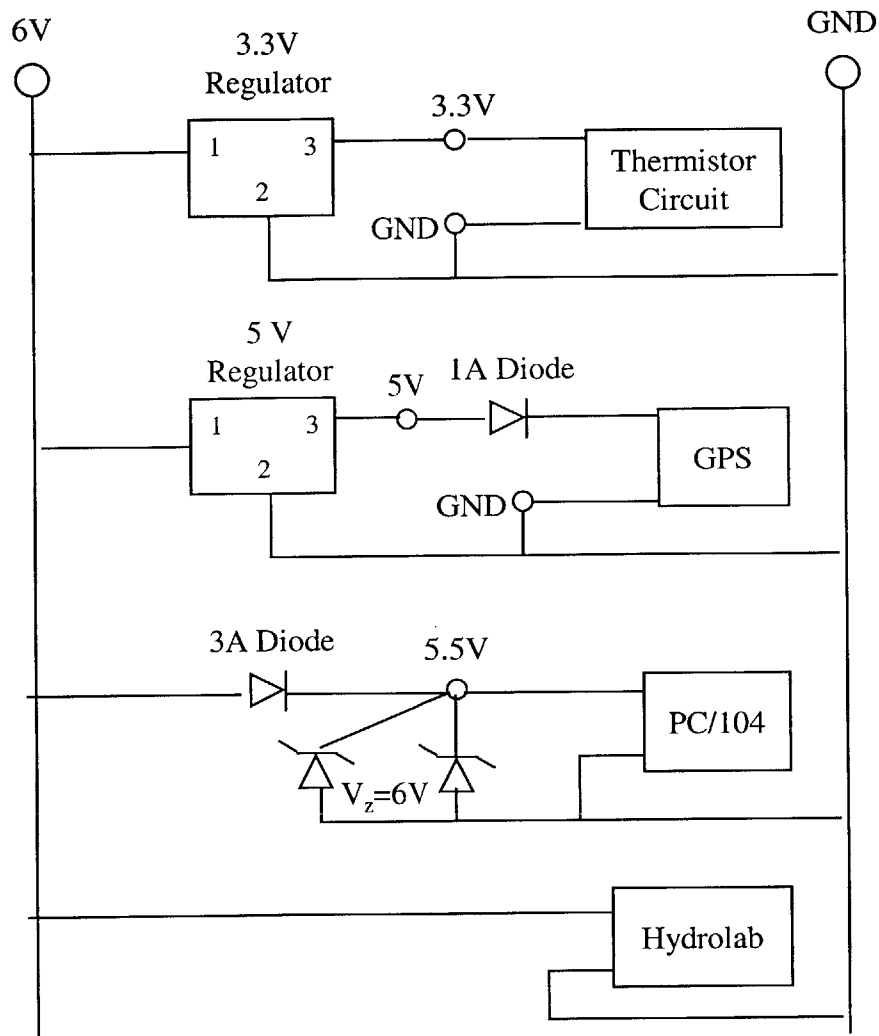 6V
GND
3.3V
Regulator
1
3
2
3.3V
GND
Thermistor
Circuit
5 V
Regulator
1
3
2
5V
1A Diode
GND
GPS
3A Diode
5.5V
V_z=6V
PC/104
Hydrolab